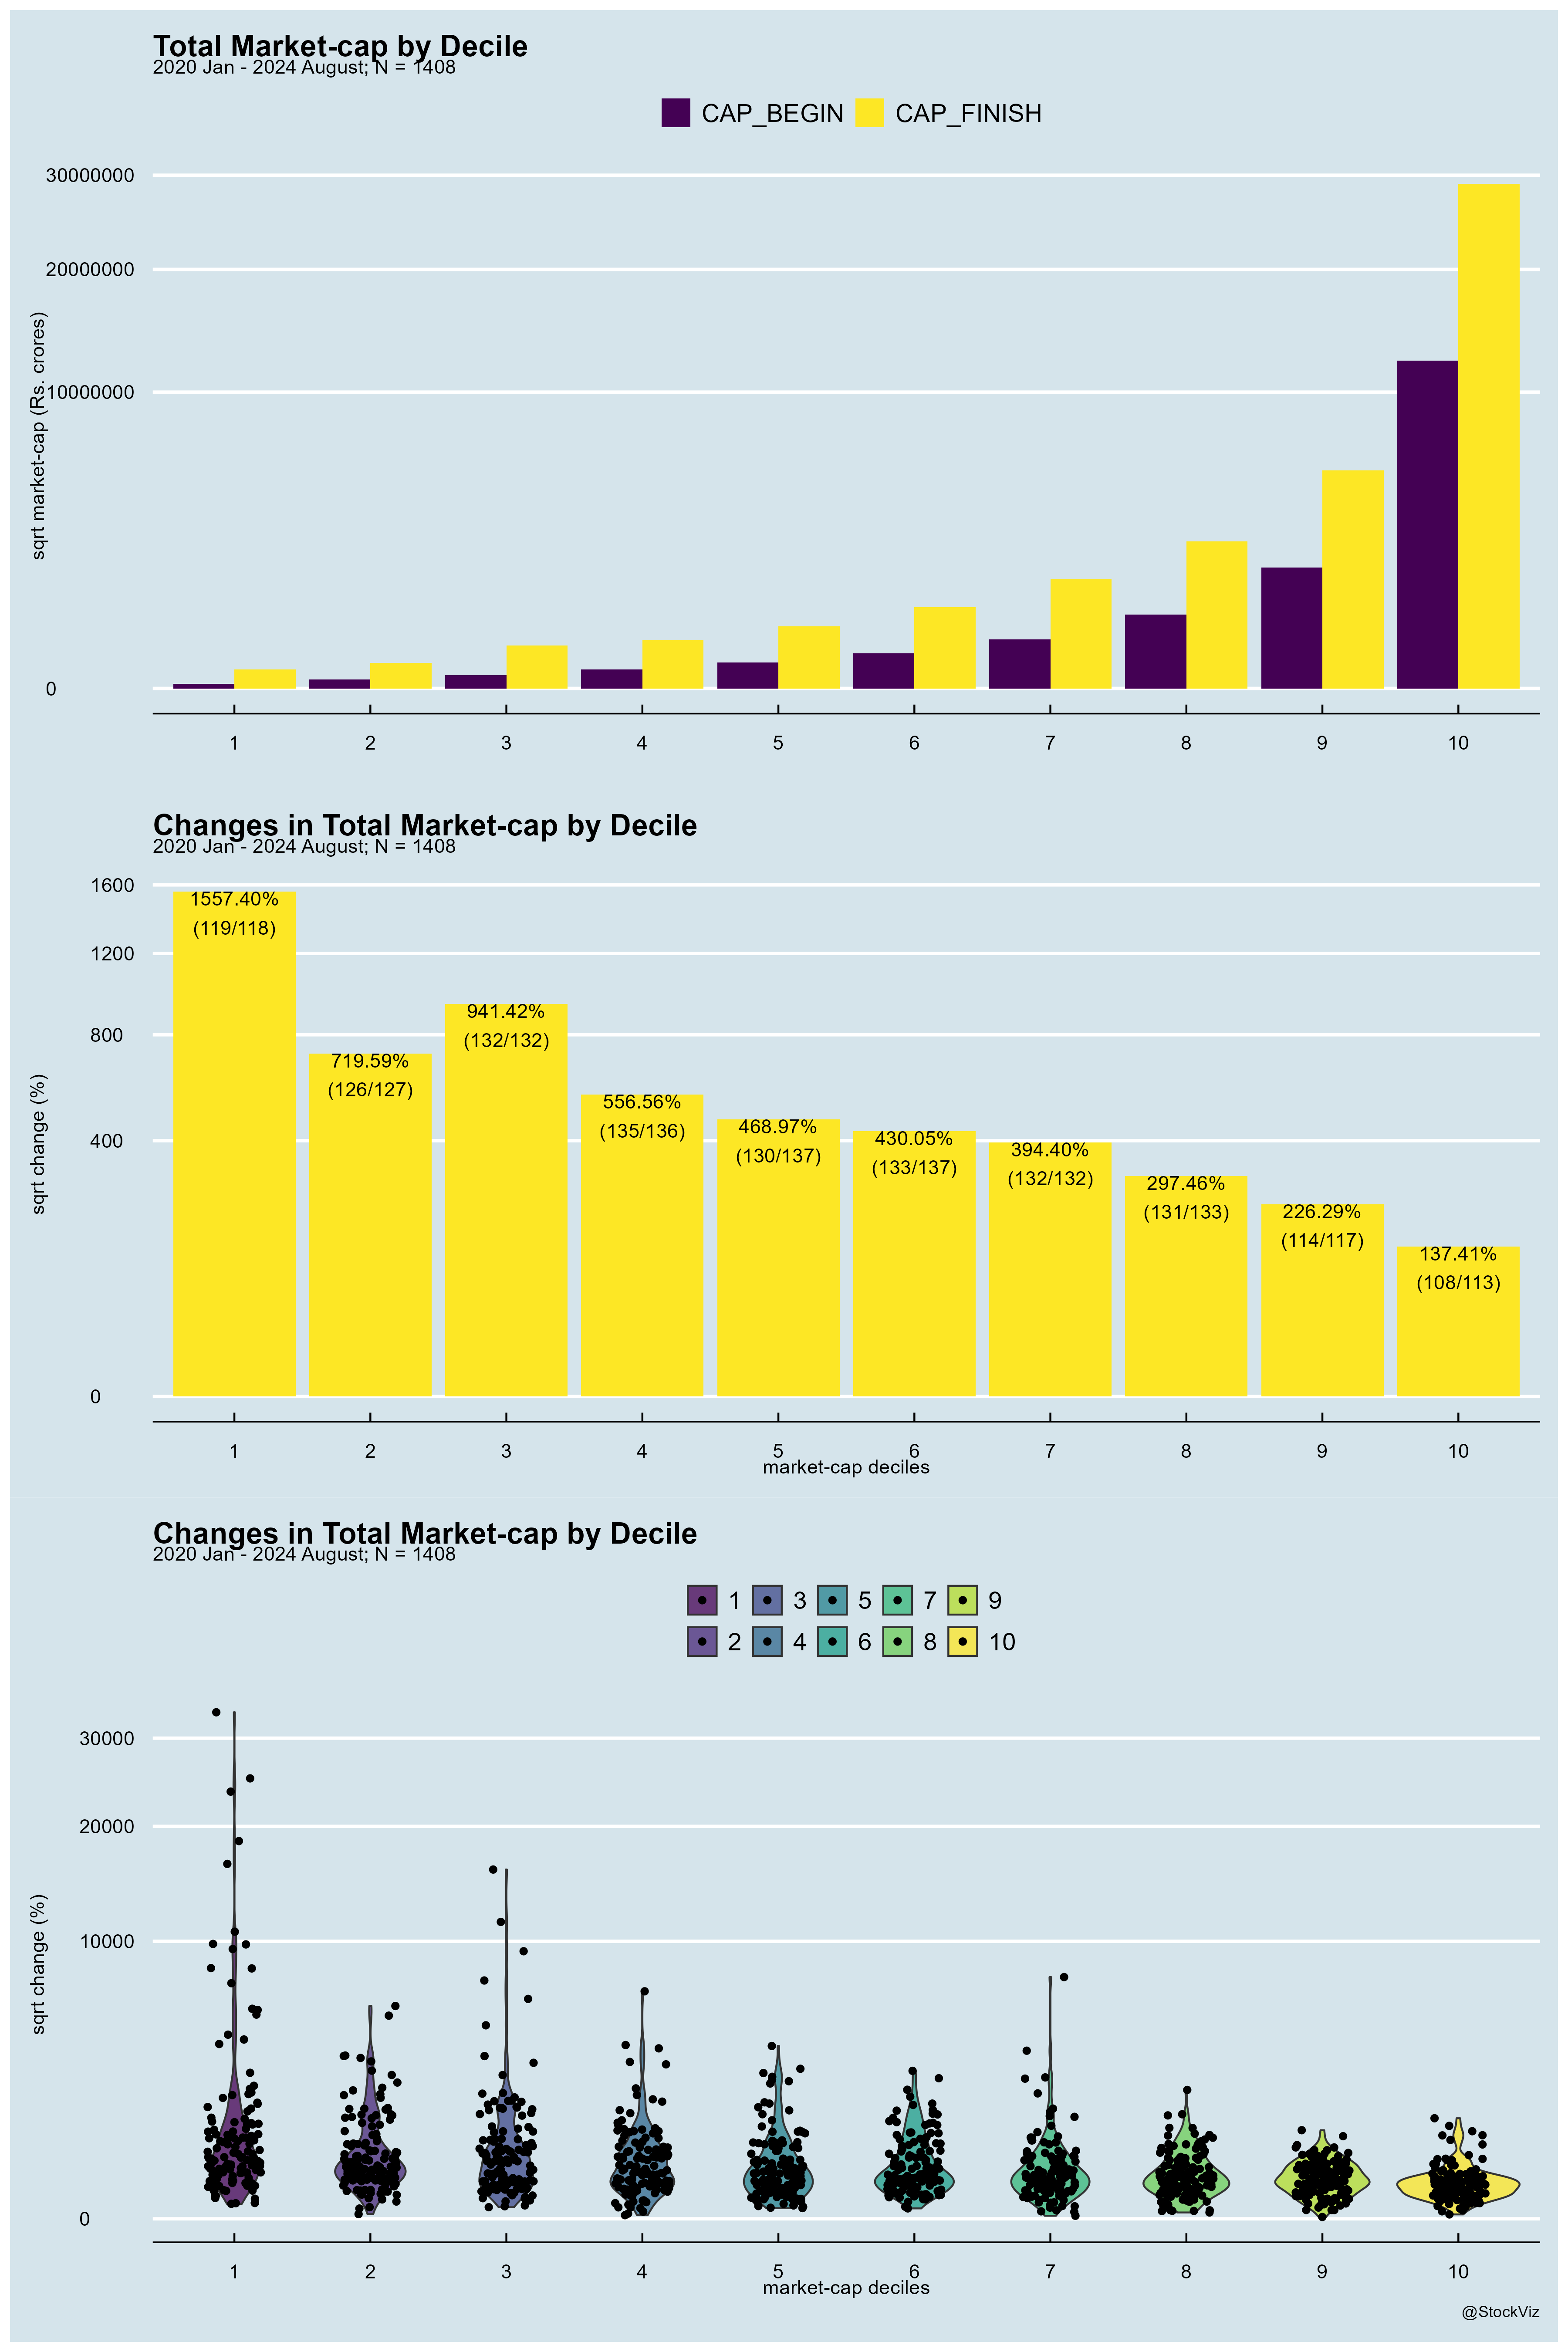 Total Market-cap by Decile
2020 Jan - 2024 August; N = 1408
CAP_BEGIN CAP_FINISH
30000000
20000000
10000000
0
sqrt market-cap (Rs. crores)
1 2 3 4 5 6 7 8 9 10
Changes in Total Market-cap by Decile
2020 Jan - 2024 August; N = 1408
1600
1200
800
400
0
sqrt change (%)
1557.40%
(119/118)
719.59%
(126/127)
941.42%
(132/132)
556.56%
(135/136)
468.97%
(130/137)
430.05%
(133/137)
394.40%
(132/132)
297.46%
(131/133)
226.29%
(114/117)
137.41%
(108/113)
1 2 3 4 5 6 7 8 9 10
market-cap deciles
Changes in Total Market-cap by Decile
2020 Jan - 2024 August; N = 1408
1 3 5 7 9
2 4 6 8 10
30000
20000
10000
0
sqrt change (%)
1 2 3 4 5 6 7 8 9 10
market-cap deciles
@StockViz